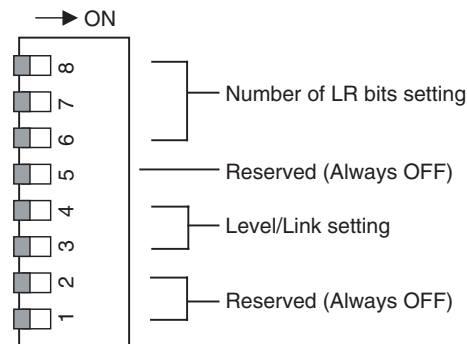 ON
8
7
6
5
4
3
2
1
Number of LR bits setting
Reserved (Always OFF)
Level/Link setting
Reserved (Always OFF)